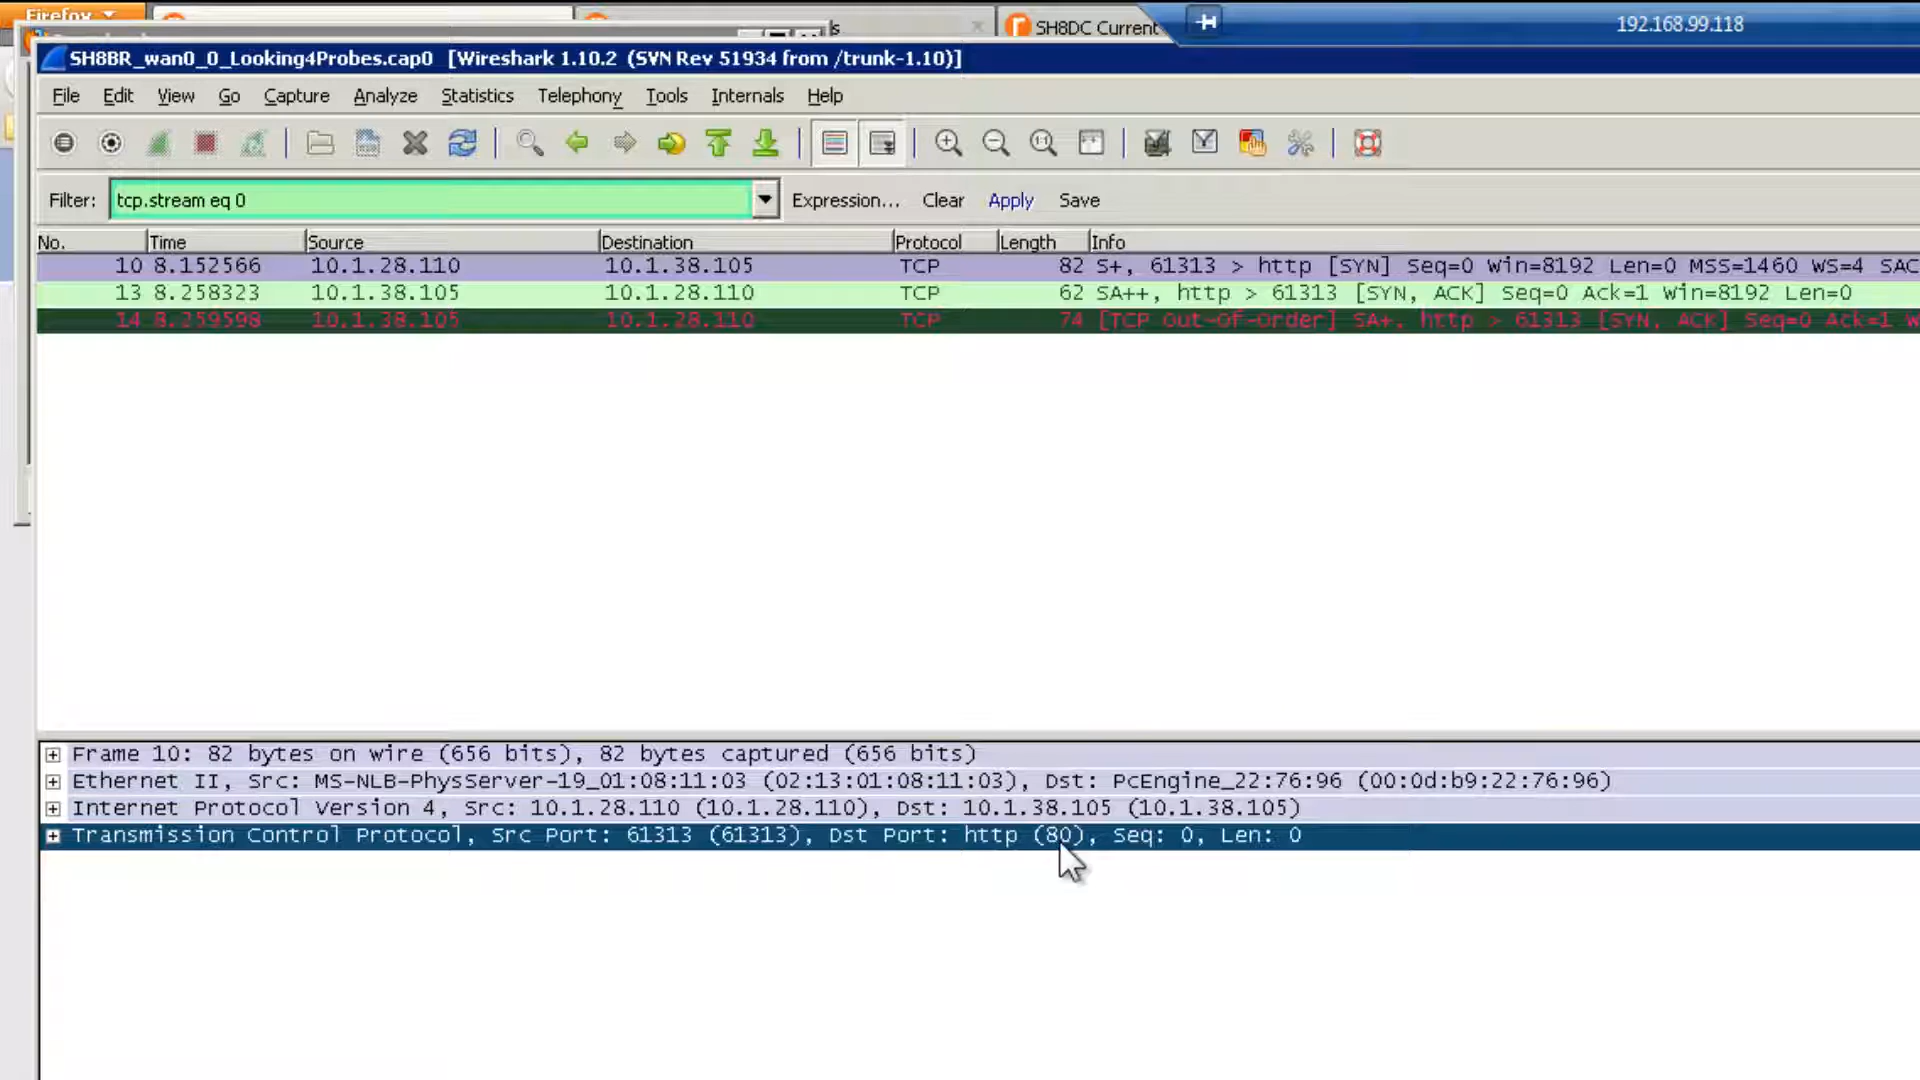 Firefox
s
SH8DC Current
192.168.99.118
SH8BR_wan0_0_Looking4Probes.cap0 [Wireshark 1.10.2 (SVN Rev 51934 from /trunk-1.10)]
File Edit View Go Capture Analyze Statistics Telephony Tools Internals Help
Filter: tcp.stream eq 0 Expression... Clear Apply Save
No. Time Source Destination Protocol Length Info
10 8.152566 10.1.28.110 10.1.38.105 TCP 82 S+, 61313 > http [SYN] Seq=0 Win=8192 Len=0 MSS=1460 WS=4 SAC
13 8.258323 10.1.38.105 10.1.28.110 TCP 62 SA++, http > 61313 [SYN, ACK] Seq=0 Ack=1 Win=8192 Len=0
14 8.259598 10.1.38.105 10.1.28.110 TCP 74 [TCP Out-Of-Order] SA+, http > 61313 [SYN, ACK] Seq=0 Ack=1 W
Frame 10: 82 bytes on wire (656 bits), 82 bytes captured (656 bits)
Ethernet II, Src: MS-NLB-PhysServer-19_01:08:11:03 (02:13:01:08:11:03), Dst: PcEngine_22:76:96 (00:0d:b9:22:76:96)
Internet Protocol Version 4, Src: 10.1.28.110 (10.1.28.110), Dst: 10.1.38.105 (10.1.38.105)
Transmission Control Protocol, Src Port: 61313 (61313), Dst Port: http (80), Seq: 0, Len: 0